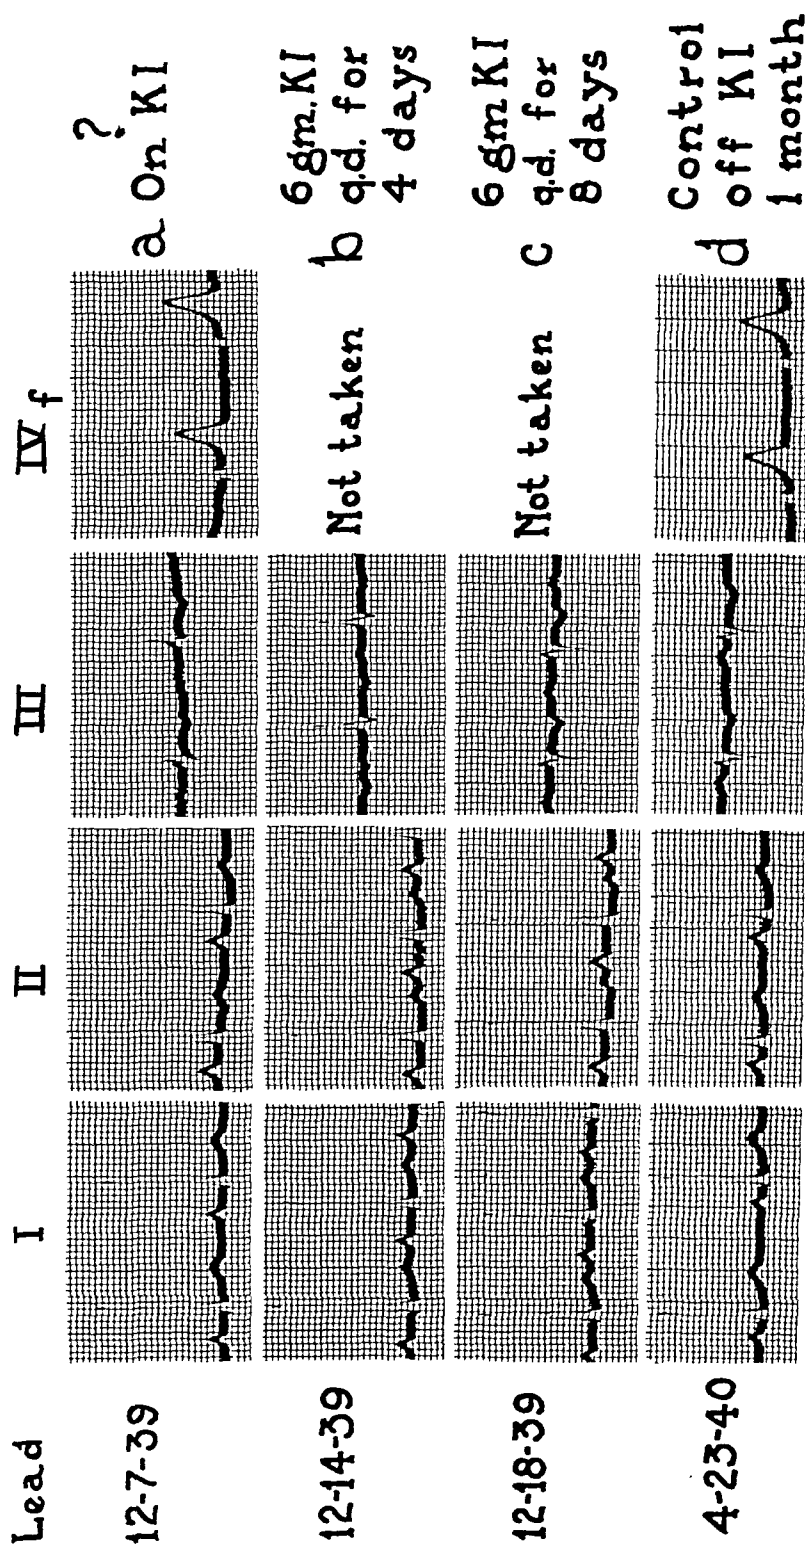 Lead I II III IV f
12-7-39 a ? On KI
12-14-39 Not taken b 6 gm. KI
q.d. for
4 days
12-18-39 Not taken c 6 gm KI
q.d. for
8 days
4-23-40 d Control
off KI
1 month